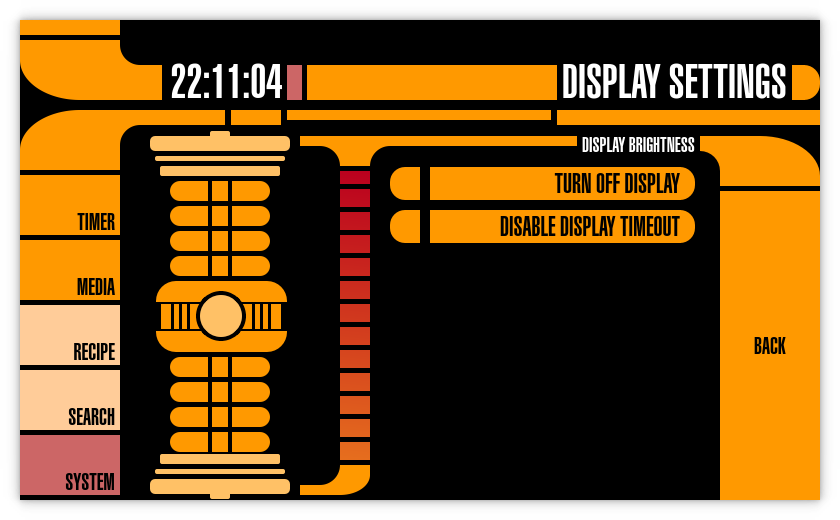 22:11:04
DISPLAY SETTINGS
DISPLAY BRIGHTNESS
TURN OFF DISPLAY
DISABLE DISPLAY TIMEOUT
TIMER
MEDIA
RECIPE
SEARCH
SYSTEM
BACK